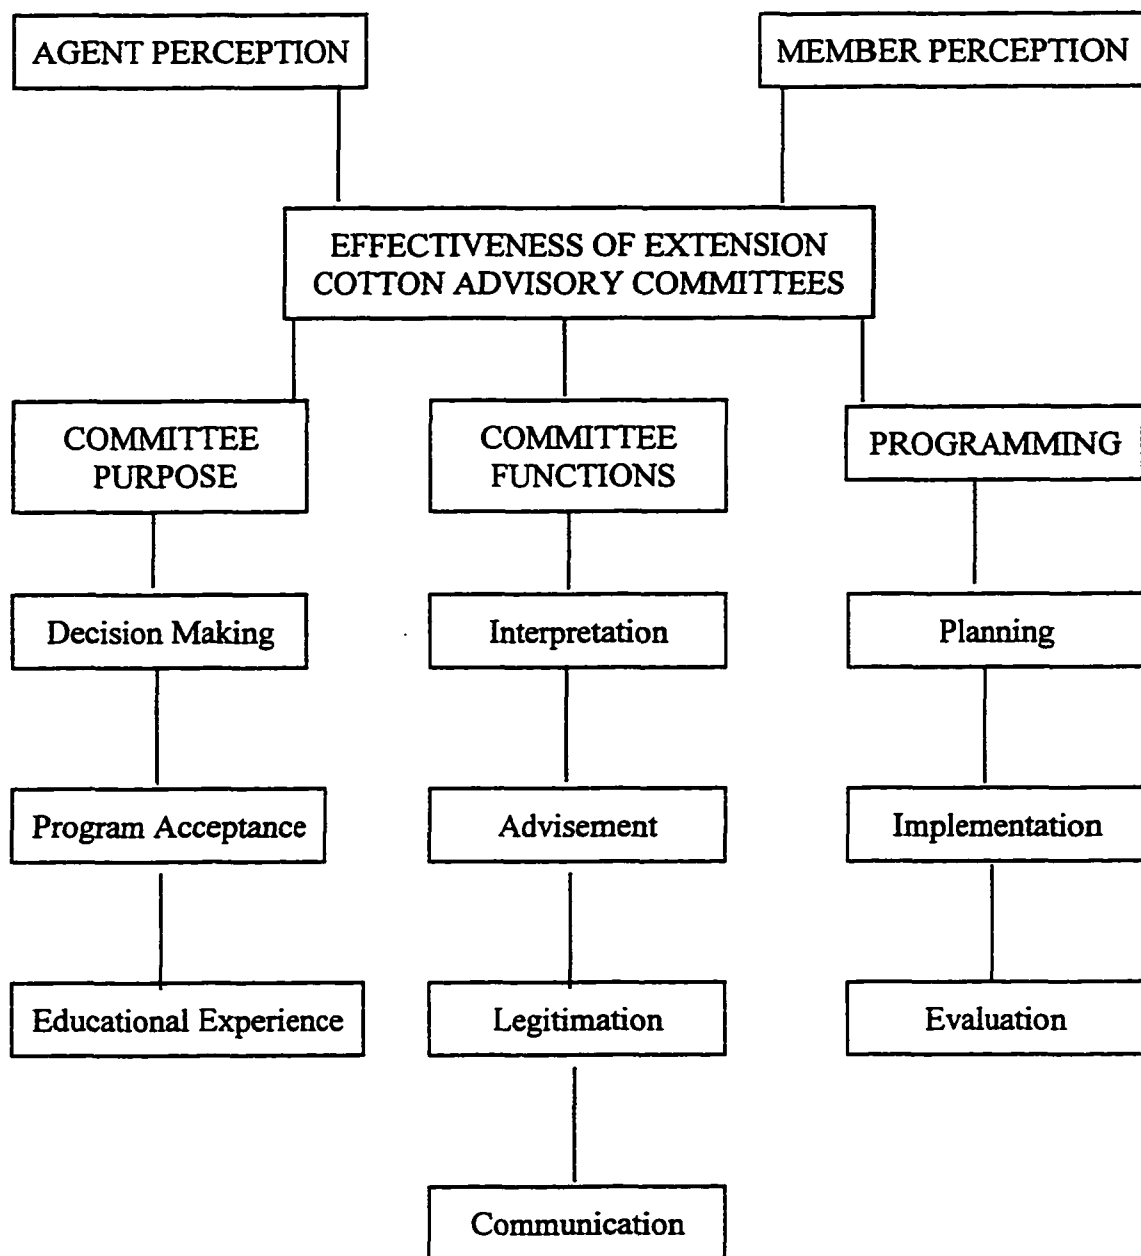 AGENT PERCEPTION
MEMBER PERCEPTION
EFFECTIVENESS OF EXTENSION
COTTON ADVISORY COMMITTEES
COMMITTEE
PURPOSE
COMMITTEE
FUNCTIONS
PROGRAMMING
Decision Making
Interpretation
Planning
Program Acceptance
Advisement
Implementation
Educational Experience
Legitimation
Evaluation
Communication